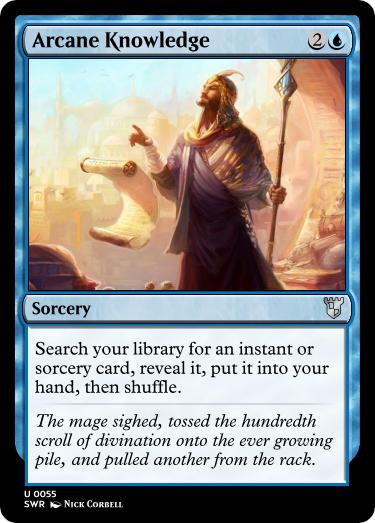 Arcane Knowledge 2
Sorcery
Search your library for an instant or
sorcery card, reveal it, put it into your
hand, then shuffle.
The mage sighed, tossed the hundredth
scroll of divination onto the ever growing
pile, and pulled another from the rack.
U 0055
SWR Nick Corbell